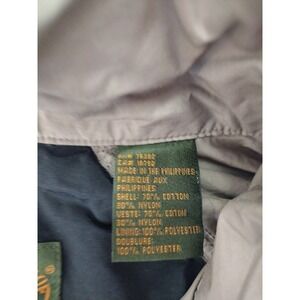 MADE IN THE PHILIPPINES
FABRIQUE AUX
PHILIPPINES
SHELL: 70% COTTON
30% NYLON
VESTE: 70% COTON
30% NYLON
LINING: 100% POLYESTER
DOUBLURE:
100% POLYESTER